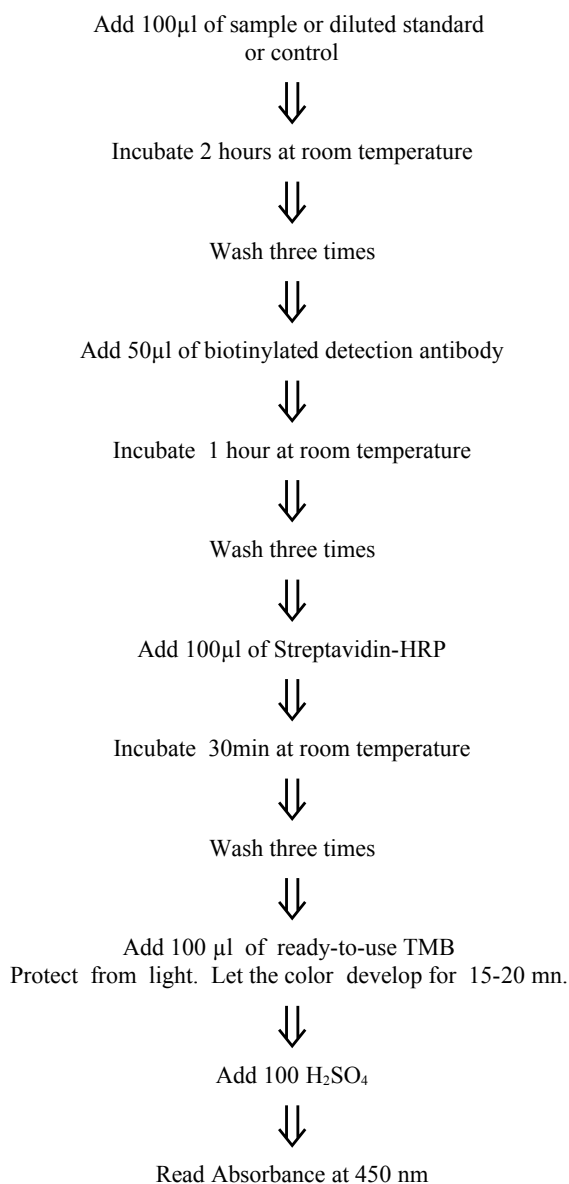 Add 100µl of sample or diluted standard
or control
Incubate 2 hours at room temperature
Wash three times
Add 50µl of biotinylated detection antibody
Incubate 1 hour at room temperature
Wash three times
Add 100µl of Streptavidin-HRP
Incubate 30min at room temperature
Wash three times
Add 100 µl of ready-to-use TMB
Protect from light. Let the color develop for 15-20 mn.
Add 100 H₂SO₄
Read Absorbance at 450 nm